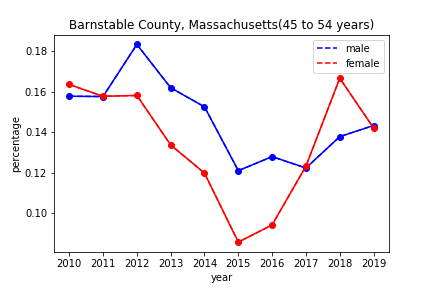 Barnstable County, Massachusetts(45 to 54 years)
male
female
percentage
0.18
0.16
0.14
0.12
0.10
2010 2011 2012 2013 2014 2015 2016 2017 2018 2019
year